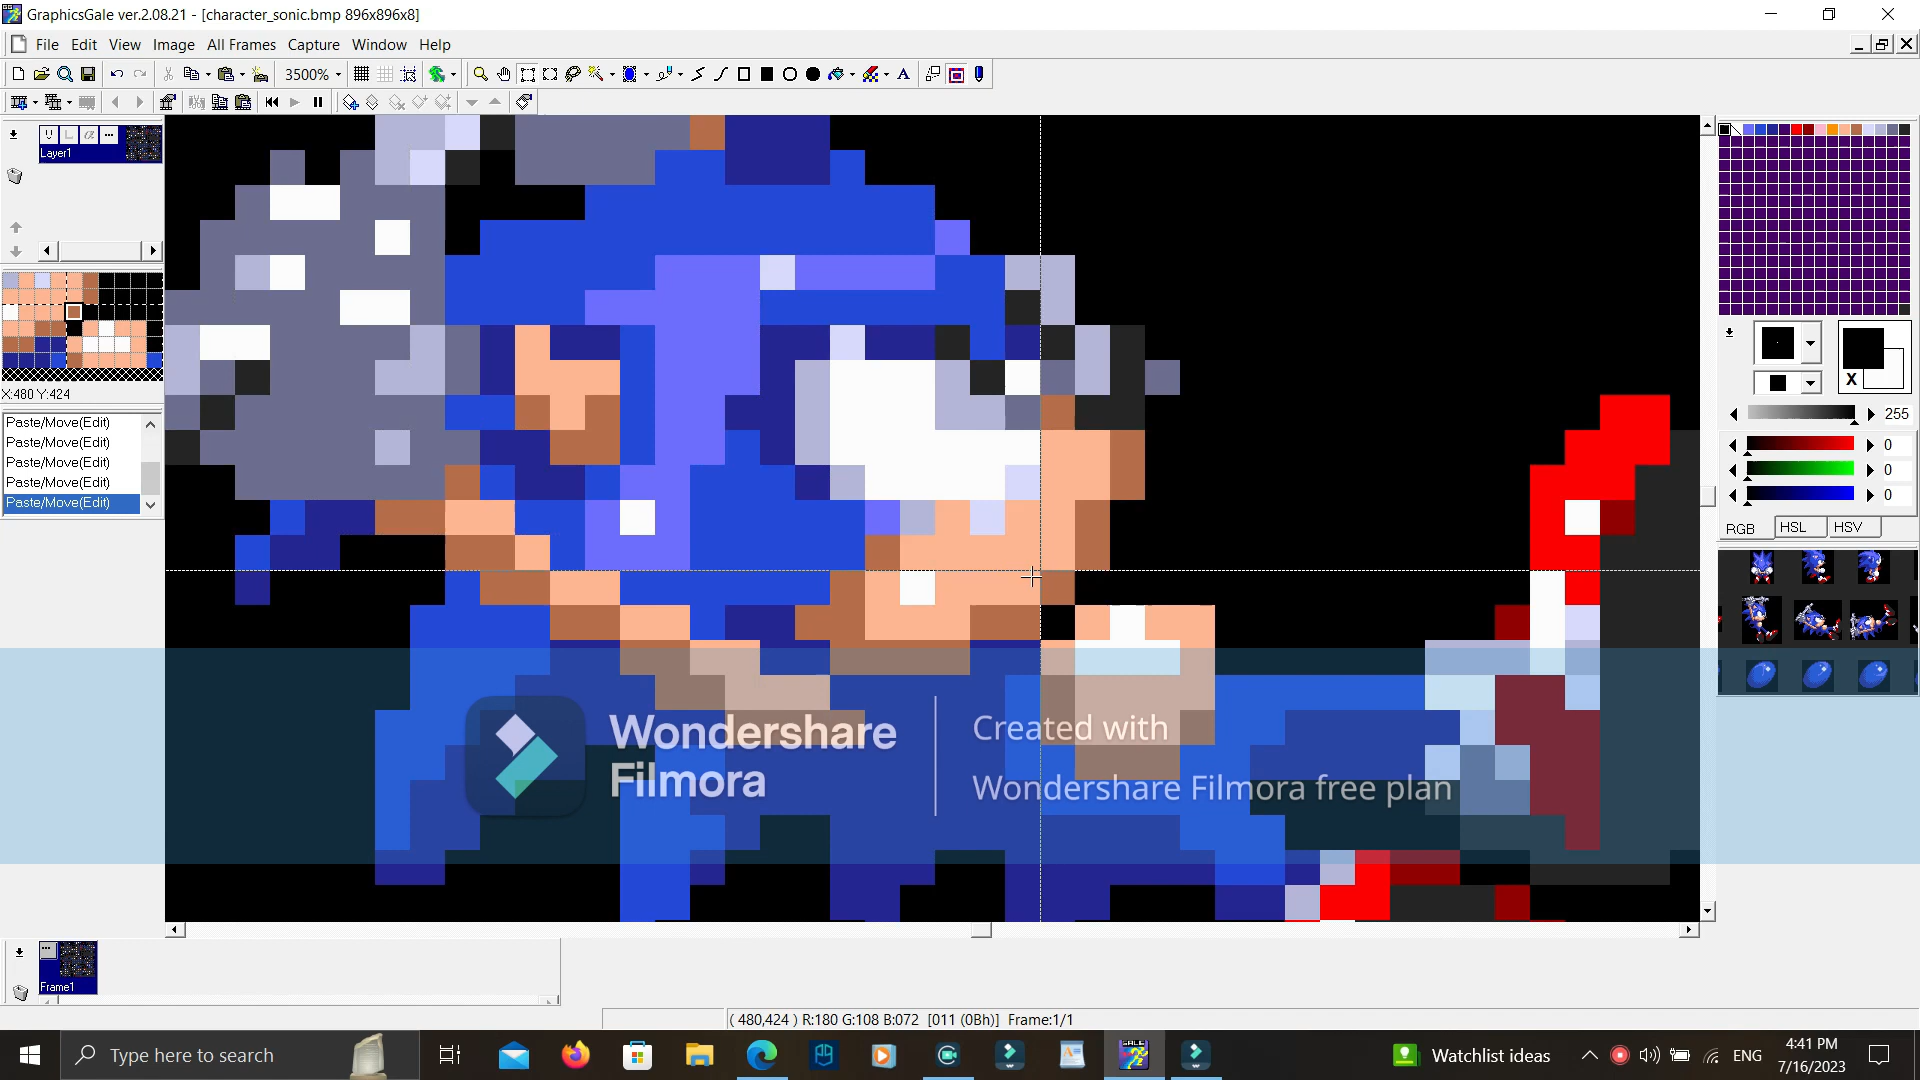 GraphicsGale ver.2.08.21 - [character_sonic.bmp 896x896x8]
File Edit View Image All Frames Capture Window Help
3500%
A
Layer1
X:480 Y:424
Paste/Move(Edit)
Paste/Move(Edit)
Paste/Move(Edit)
Paste/Move(Edit)
Paste/Move(Edit)
X
255
0
0
0
RGB HSL HSV
Wondershare Filmora
Created with
Wondershare Filmora free plan
Frame1
( 480,424 ) R:180 G:108 B:072 [011 (0Bh)] Frame:1/1
Type here to search
Watchlist ideas
ENG
4:41 PM
7/16/2023